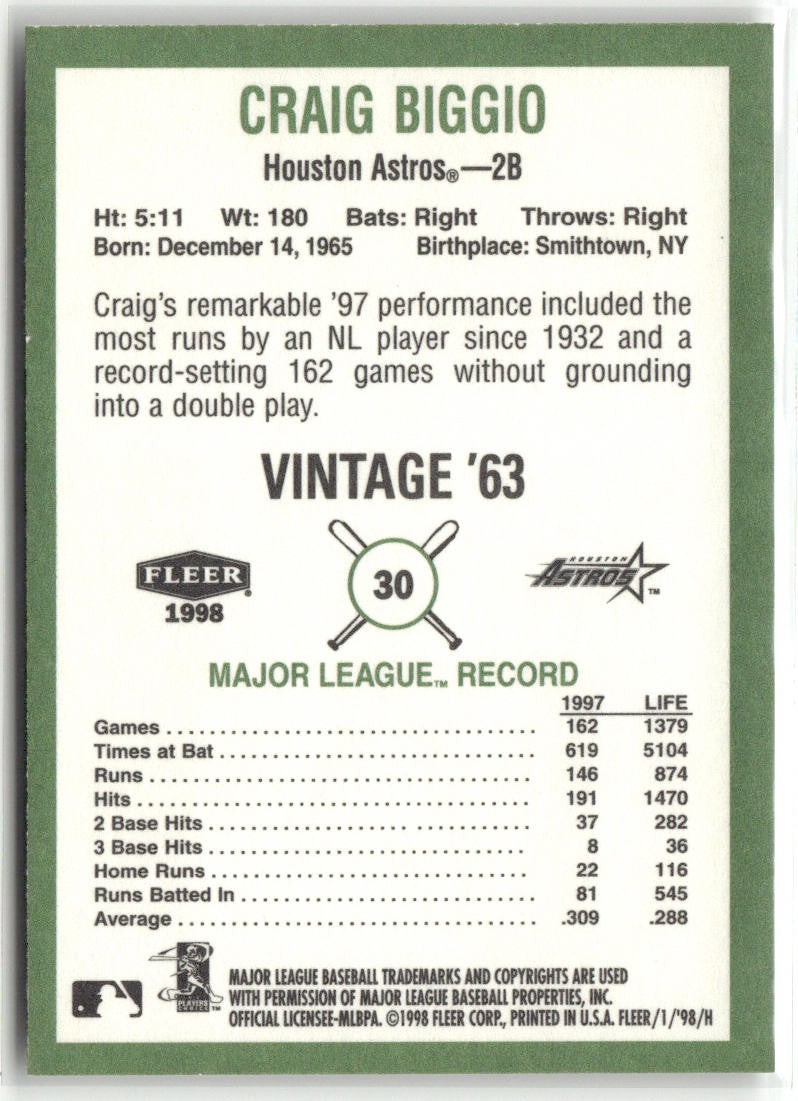 CRAIG BIGGIO
Houston Astros®—2B
Ht: 5:11 Wt: 180 Bats: Right Throws: Right
Born: December 14, 1965 Birthplace: Smithtown, NY
Craig's remarkable '97 performance included the
most runs by an NL player since 1932 and a
record-setting 162 games without grounding
into a double play.
VINTAGE '63
FLEER®
1998
30
HOUSTON
ASTROS™
MAJOR LEAGUE™ RECORD
1997 LIFE
Games 162 1379
Times at Bat 619 5104
Runs 146 874
Hits 191 1470
2 Base Hits 37 282
3 Base Hits 8 36
Home Runs 22 116
Runs Batted In 81 545
Average .309 .288
PLAYERS
CHOICE™
MAJOR LEAGUE BASEBALL TRADEMARKS AND COPYRIGHTS ARE USED
WITH PERMISSION OF MAJOR LEAGUE BASEBALL PROPERTIES, INC.
OFFICIAL LICENSEE-MLBPA. ©1998 FLEER CORP., PRINTED IN U.S.A. FLEER/1/'98/H